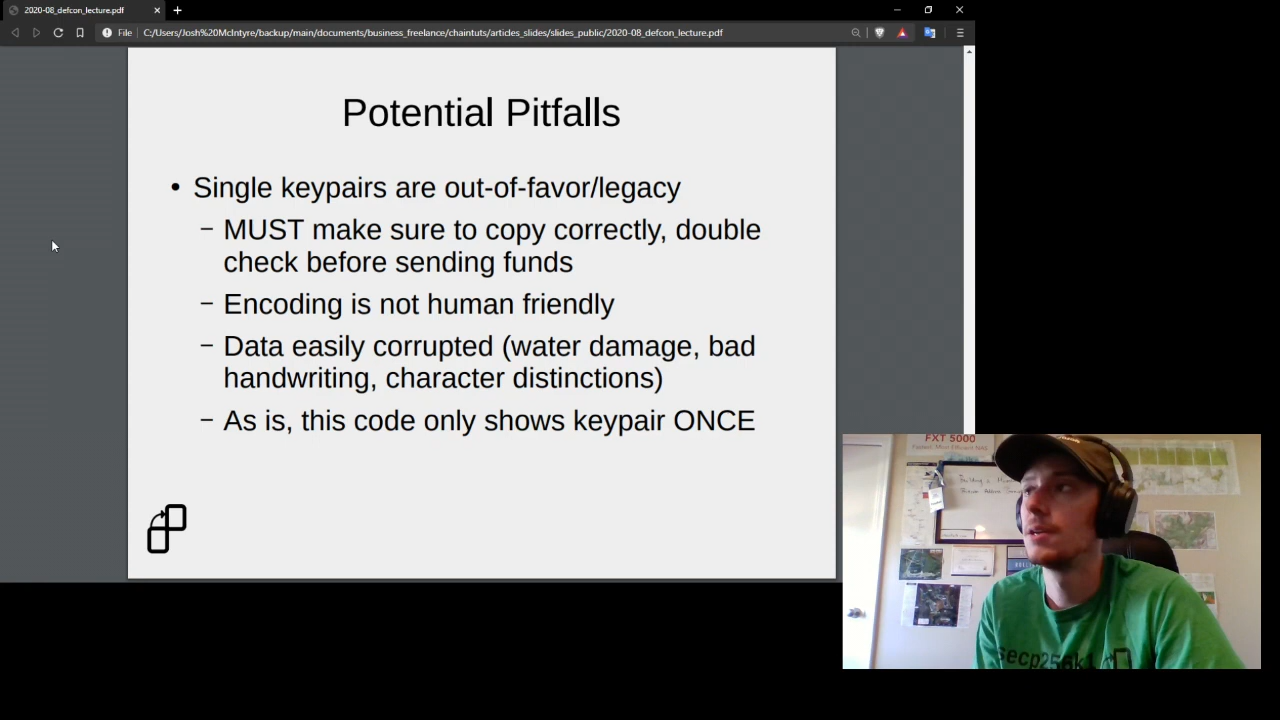 2020-08_defcon_lecture.pdf
File
C:/Users/Josh%20McIntyre/backup/main/documents/business_freelance/chaintuts/articles_slides/slides_public/2020-08_defcon_lecture.pdf
Potential Pitfalls
• Single keypairs are out-of-favor/legacy
– MUST make sure to copy correctly, double
check before sending funds
– Encoding is not human friendly
– Data easily corrupted (water damage, bad
handwriting, character distinctions)
– As is, this code only shows keypair ONCE
FXT 5000
secp256k1